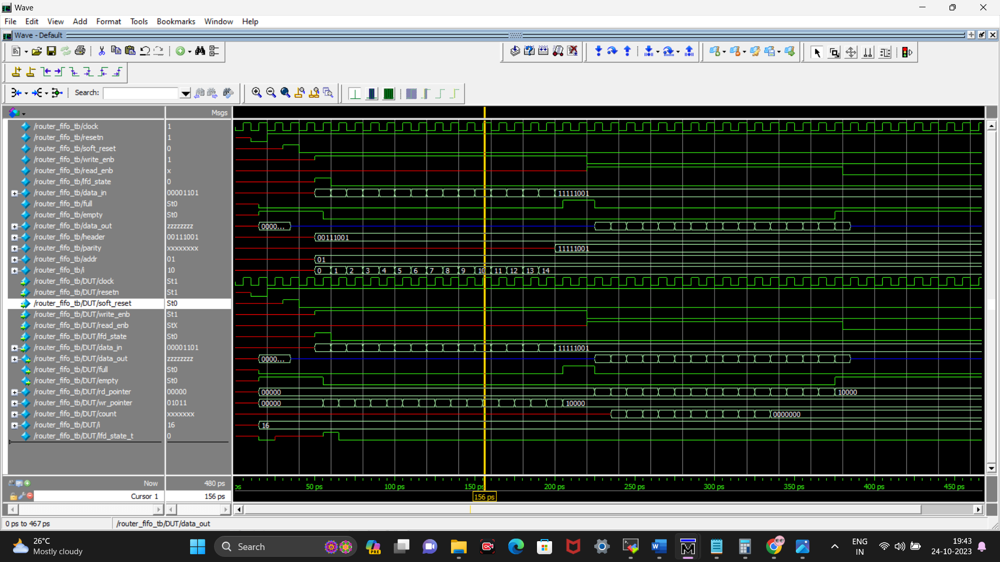 Wave
File Edit View Add Format Tools Bookmarks Window Help
Wave - Default
Search:
Msgs
/router_fifo_tb/clock 1
/router_fifo_tb/resetn 1
/router_fifo_tb/soft_reset 0
/router_fifo_tb/write_enb 1
/router_fifo_tb/read_enb x
/router_fifo_tb/lfd_state 0
/router_fifo_tb/data_in 00001101 11111001
/router_fifo_tb/full St0
/router_fifo_tb/empty St0
/router_fifo_tb/data_out zzzzzzzz 0000...
/router_fifo_tb/header 00111001 00111001
/router_fifo_tb/parity xxxxxxxx 11111001
/router_fifo_tb/addr 01 01
/router_fifo_tb/i 10 0 1 2 3 4 5 6 7 8 9 10 11 12 13 14
/router_fifo_tb/DUT/clock St1
/router_fifo_tb/DUT/resetn St1
/router_fifo_tb/DUT/soft_reset St0
/router_fifo_tb/DUT/write_enb St1
/router_fifo_tb/DUT/read_enb StX
/router_fifo_tb/DUT/lfd_state St0
/router_fifo_tb/DUT/data_in 00001101 11111001
/router_fifo_tb/DUT/data_out zzzzzzzz 0000...
/router_fifo_tb/DUT/full St0
/router_fifo_tb/DUT/empty St0
/router_fifo_tb/DUT/rd_pointer 00000 00000 10000
/router_fifo_tb/DUT/wr_pointer 01011 00000 10000
/router_fifo_tb/DUT/count xxxxxxx 0000000
/router_fifo_tb/DUT/i 16 16
/router_fifo_tb/DUT/lfd_state_t 0
Now 480 ps ps 50 ps 100 ps 150 ps 200 ps 250 ps 300 ps 350 ps 400 ps 450 ps
Cursor 1 156 ps 156 ps
0 ps to 467 ps /router_fifo_tb/DUT/data_out
26°C
Mostly cloudy
Search
PRE
W
M
ENG
IN
19:43
24-10-2023